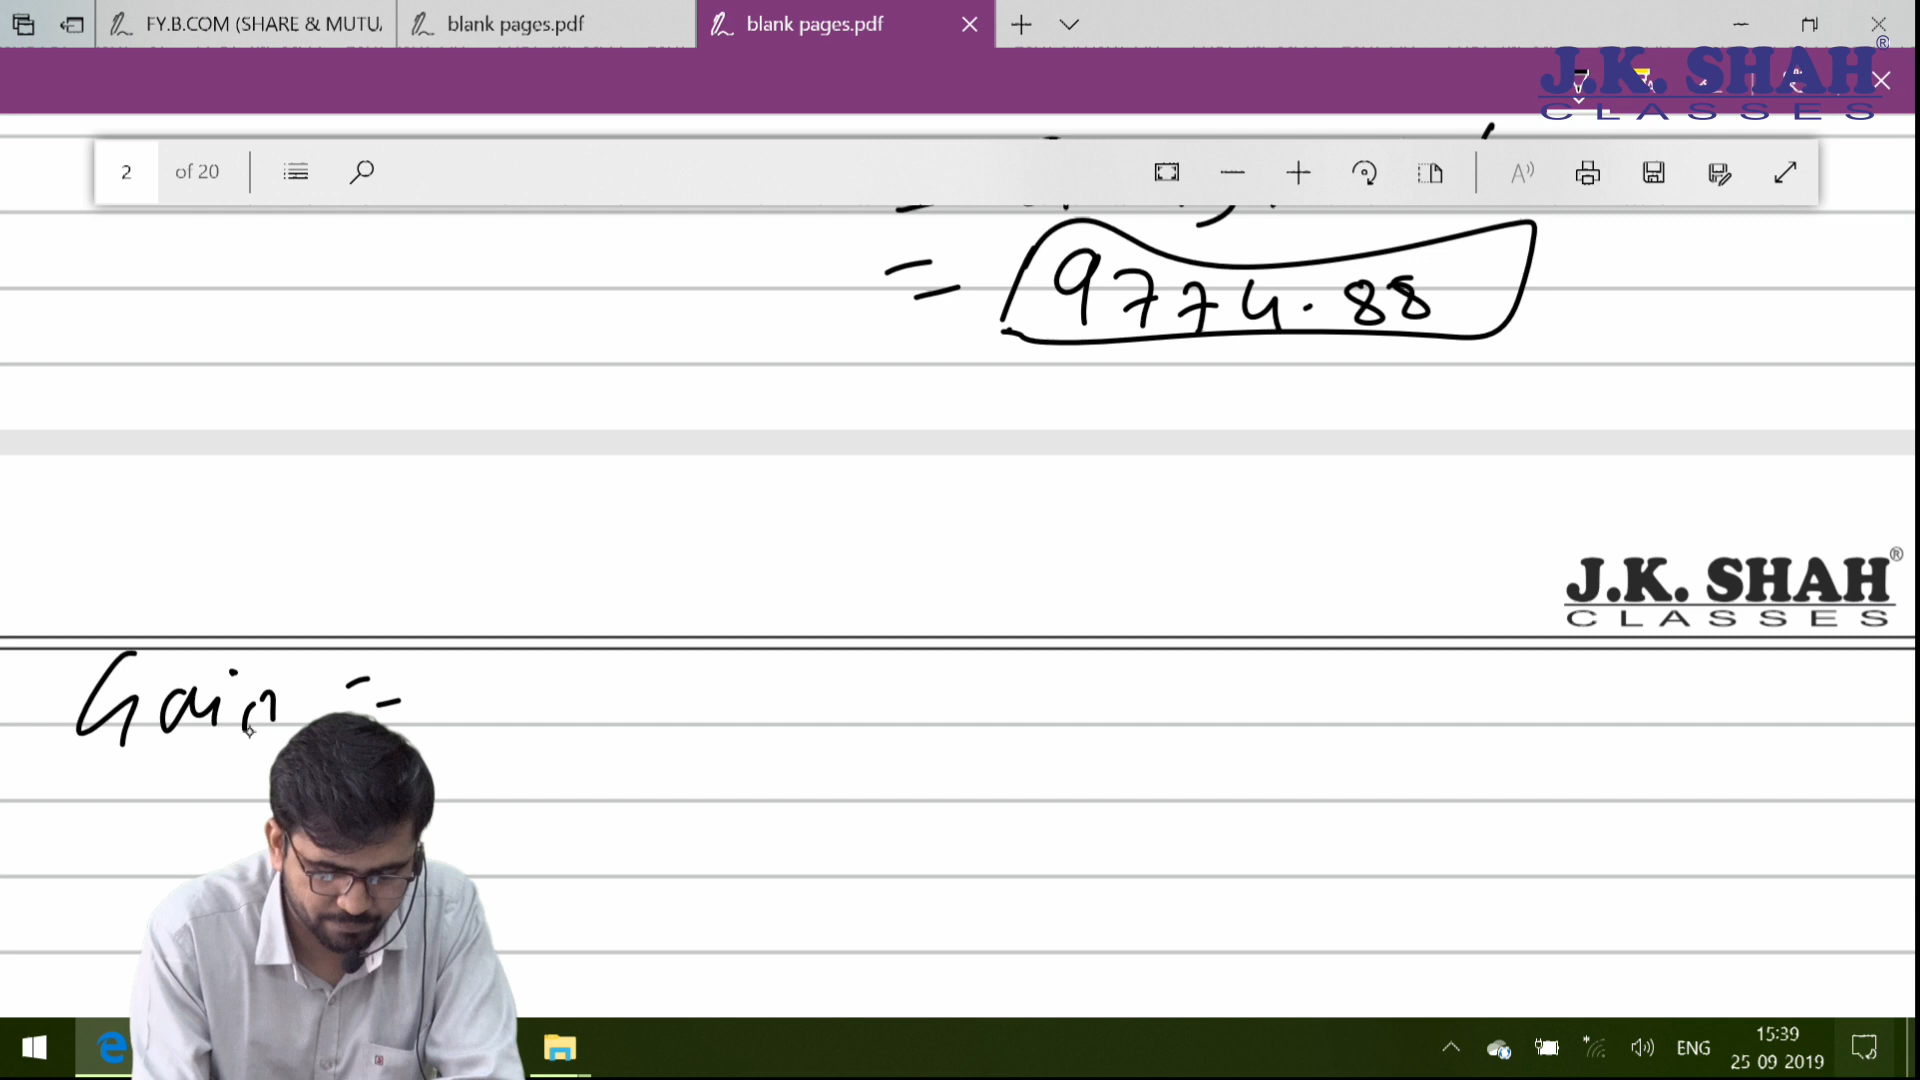 FY.B.COM (SHARE & MUTU
blank pages.pdf
blank pages.pdf
J.K. SHAH®
CLASSES
2 of 20
= 9774.88
J.K. SHAH®
CLASSES
Gain =
ENG
15:39
25 09 2019